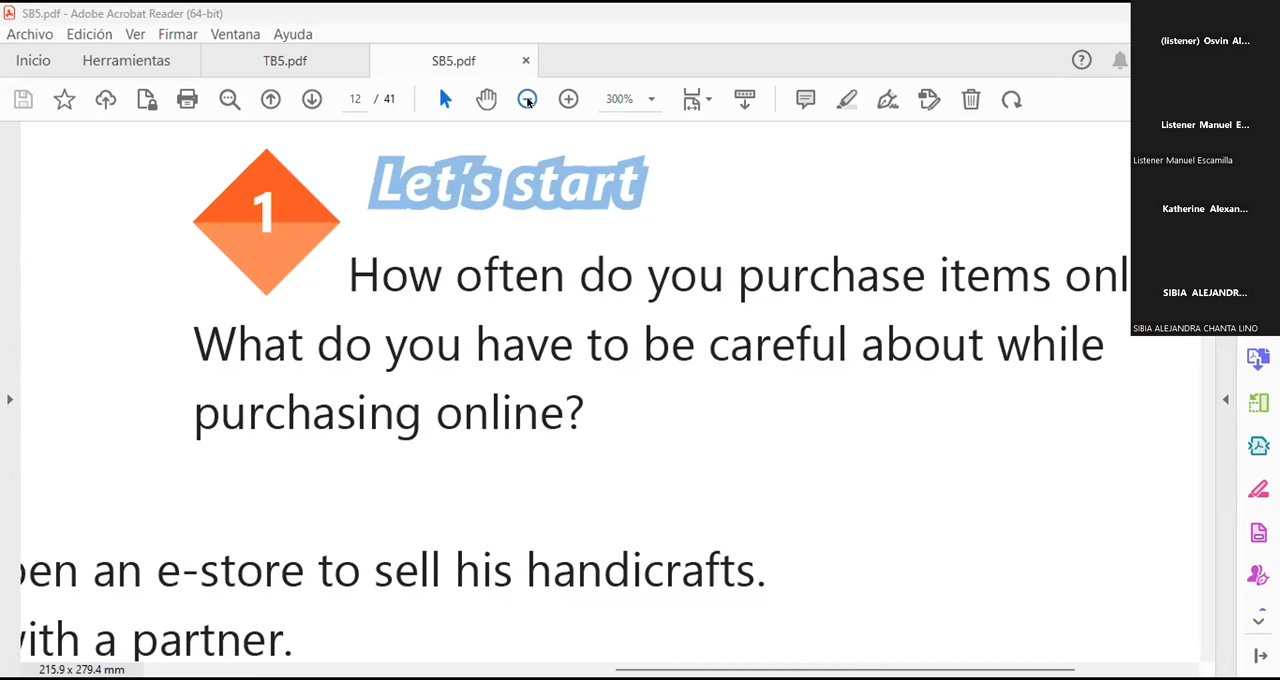 SB5.pdf - Adobe Acrobat Reader (64-bit)
Archivo Edición Ver Firmar Ventana Ayuda
Inicio Herramientas TB5.pdf SB5.pdf ×
12 / 41 300%
(listener) Osvin Al...
Listener Manuel E...
Listener Manuel Escamilla
Katherine Alexan...
SIBIA ALEJANDR...
SIBIA ALEJANDRA CHANTA LINO
1 Let's start
How often do you purchase items onl
What do you have to be careful about while
purchasing online?
en an e-store to sell his handicrafts.
ith a partner.
215.9 x 279.4 mm